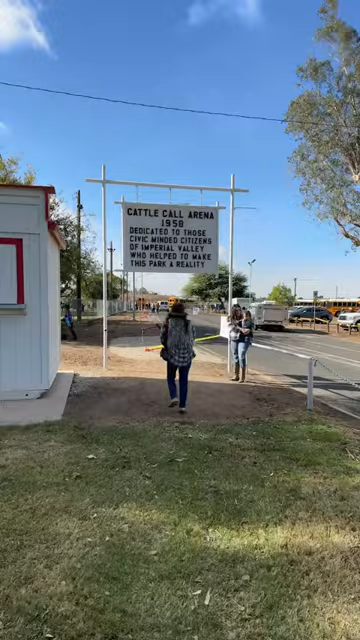 CATTLE CALL ARENA
1950
DEDICATED TO THOSE
CIVIC MINDED CITIZENS
OF IMPERIAL VALLEY
WHO HELPED TO MAKE
THIS PARK A REALITY